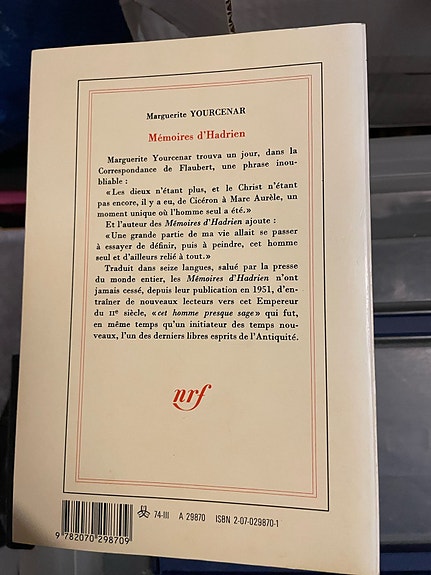 Marguerite YOURCENAR
Mémoires d'Hadrien
Marguerite Yourcenar trouva un jour, dans la
Correspondance de Flaubert, une phrase inou-
bliable :
« Les dieux n'étant plus, et le Christ n'étant
pas encore, il y a eu, de Cicéron à Marc Aurèle, un
moment unique où l'homme seul a été. »
Et l'auteur des Mémoires d'Hadrien ajoute :
« Une grande partie de ma vie allait se passer
à essayer de définir, puis à peindre, cet homme
seul et d'ailleurs relié à tout. »
Traduit dans seize langues, salué par la presse
du monde entier, les Mémoires d'Hadrien n'ont
jamais cessé, depuis leur publication en 1951, d'en-
traîner de nouveaux lecteurs vers cet Empereur
du IIe siècle, « cet homme presque sage » qui fut,
en même temps qu'un initiateur des temps nou-
veaux, l'un des derniers libres esprits de l'Antiquité.
nrf
74-III A 29870 ISBN 2-07-029870-1
9 782070 298709